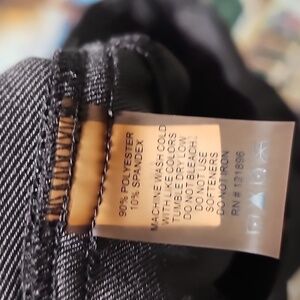 90% POLYESTER
10% SPANDEX
MACHINE WASH COLD
WITH LIKE COLORS
TUMBLE DRY LOW
DO NOT BLEACH
DO NOT USE
SOFTENERS
DO NOT IRON
RN # 121896